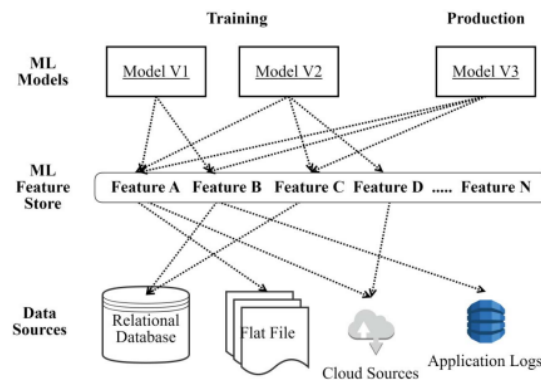 Training Production
ML
Models
Model V1 Model V2 Model V3
ML
Feature
Store
Feature A Feature B Feature C Feature D ..... Feature N
Data
Sources
Relational
Database
Flat File
Cloud Sources
Application Logs